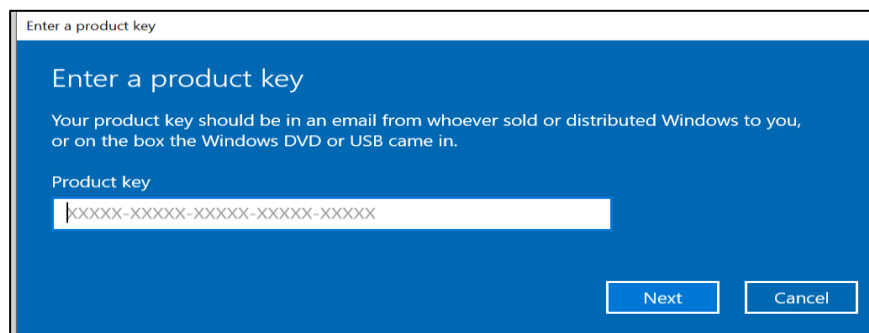 Enter a product key
Enter a product key
Your product key should be in an email from whoever sold or distributed Windows to you,
or on the box the Windows DVD or USB came in.
Product key
XXXXX-XXXXX-XXXXX-XXXXX-XXXXX
Next Cancel